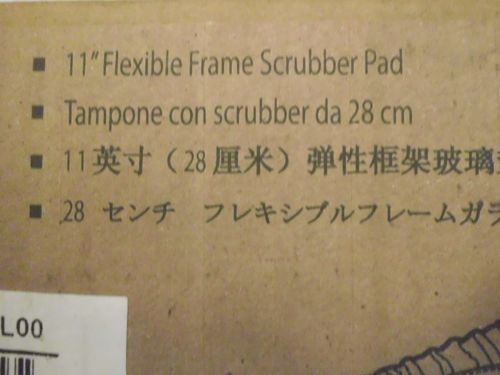 ■ 11" Flexible Frame Scrubber Pad
■ Tampone con scrubber da 28 cm
■ 11英寸（28厘米）弹性框架玻璃
■ 28 センチ フレキシブルフレームガラ
L00